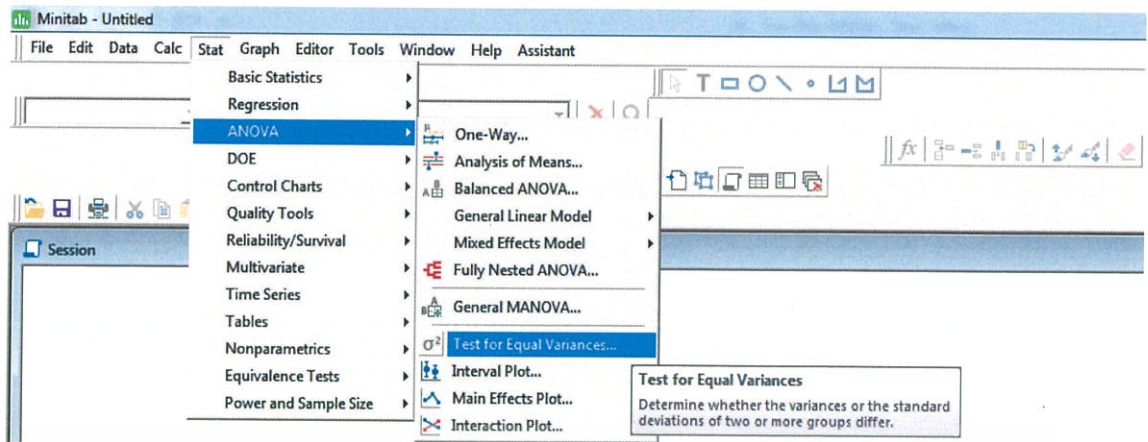 Minitab - Untitled
File Edit Data Calc Stat Graph Editor Tools Window Help Assistant
Basic Statistics
Regression
ANOVA
DOE
Control Charts
Quality Tools
Reliability/Survival
Multivariate
Time Series
Tables
Nonparametrics
Equivalence Tests
Power and Sample Size
One-Way...
Analysis of Means...
Balanced ANOVA...
General Linear Model
Mixed Effects Model
Fully Nested ANOVA...
General MANOVA...
σ² Test for Equal Variances...
Interval Plot...
Main Effects Plot...
Interaction Plot...
Test for Equal Variances
Determine whether the variances or the standard
deviations of two or more groups differ.
T
fx
Session